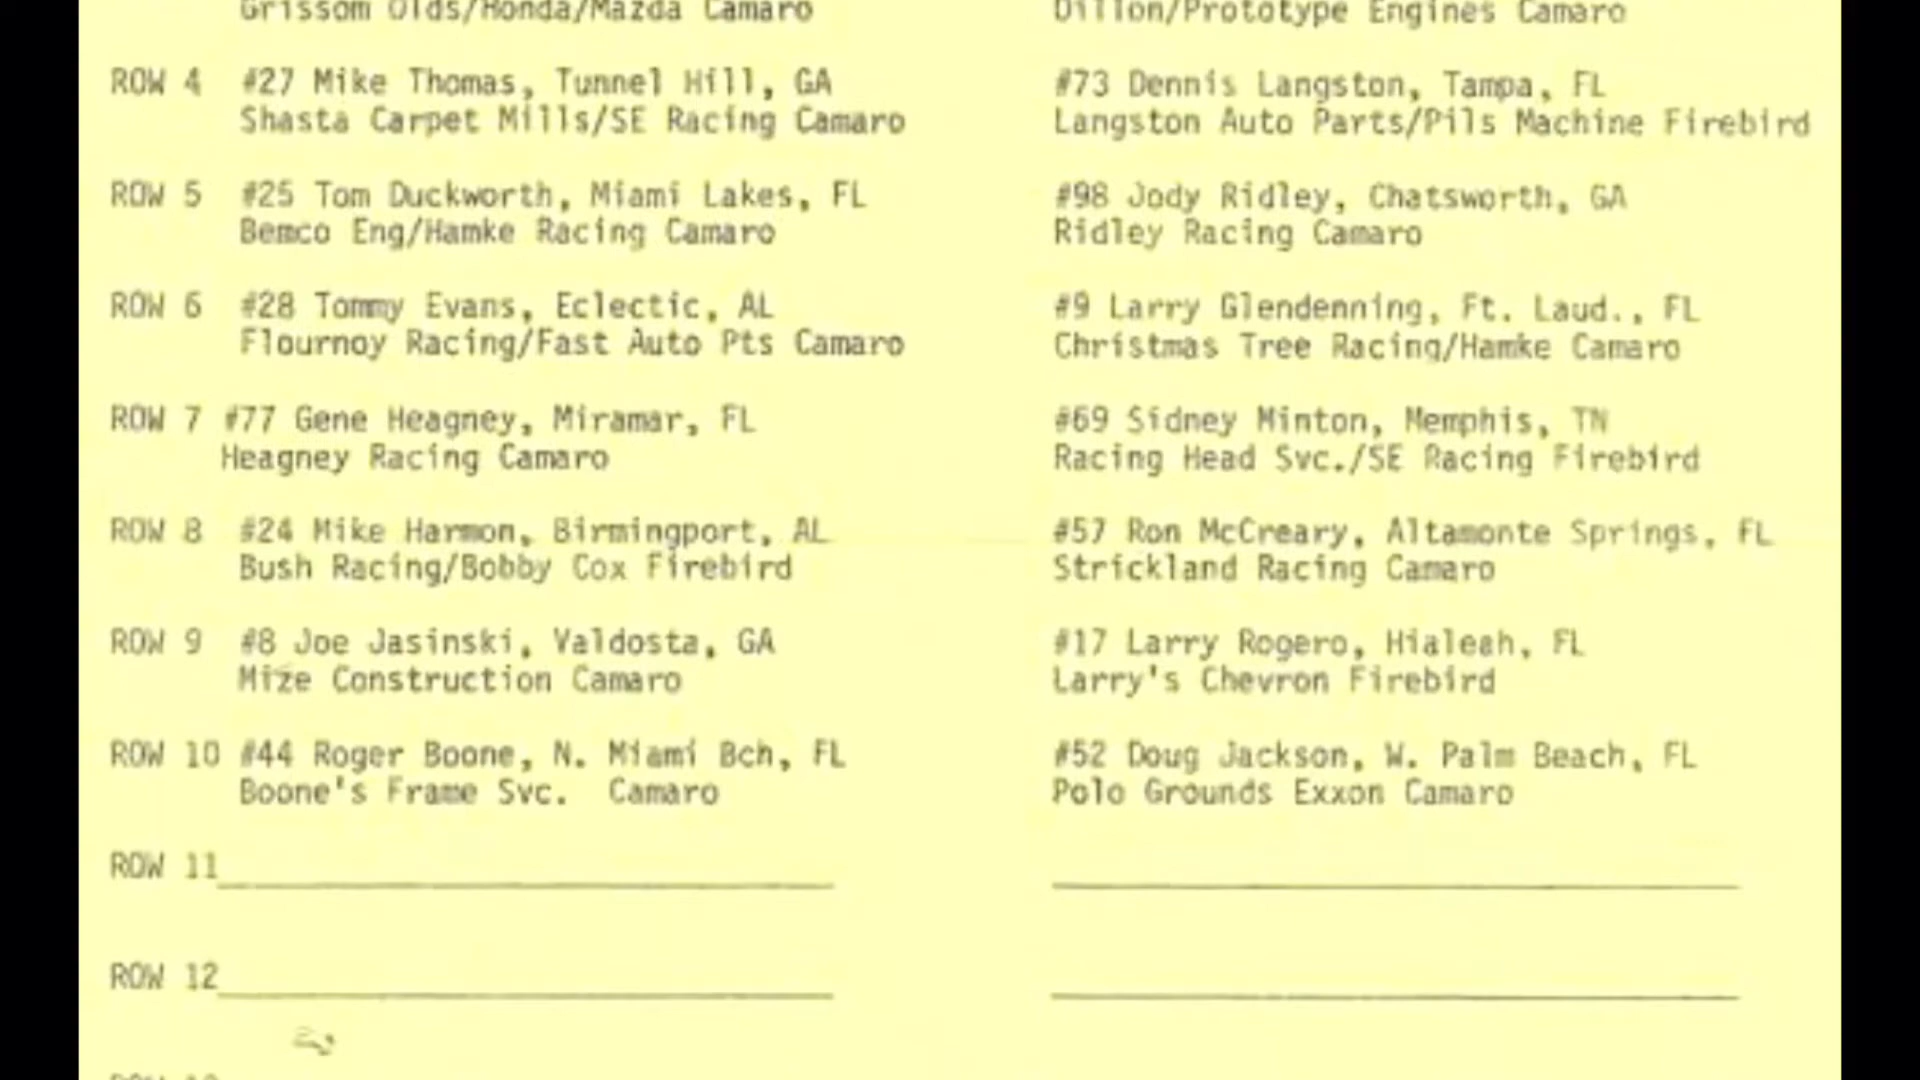 Grissom Olds/Honda/Mazda Camaro Dillon/Prototype Engines Camaro
ROW 4 #27 Mike Thomas, Tunnel Hill, GA #73 Dennis Langston, Tampa, FL
Shasta Carpet Mills/SE Racing Camaro Langston Auto Parts/Pils Machine Firebird
ROW 5 #25 Tom Duckworth, Miami Lakes, FL #98 Jody Ridley, Chatsworth, GA
Bemco Eng/Hamke Racing Camaro Ridley Racing Camaro
ROW 6 #28 Tommy Evans, Eclectic, AL #9 Larry Glendenning, Ft. Laud., FL
Flournoy Racing/Fast Auto Pts Camaro Christmas Tree Racing/Hamke Camaro
ROW 7 #77 Gene Heagney, Miramar, FL #69 Sidney Minton, Memphis, TN
Heagney Racing Camaro Racing Head Svc./SE Racing Firebird
ROW 8 #24 Mike Harmon, Birmingport, AL #57 Ron McCreary, Altamonte Springs, FL
Bush Racing/Bobby Cox Firebird Strickland Racing Camaro
ROW 9 #8 Joe Jasinski, Valdosta, GA #17 Larry Rogero, Hialeah, FL
Mize Construction Camaro Larry's Chevron Firebird
ROW 10 #44 Roger Boone, N. Miami Bch, FL #52 Doug Jackson, W. Palm Beach, FL
Boone's Frame Svc. Camaro Polo Grounds Exxon Camaro
ROW 11
ROW 12